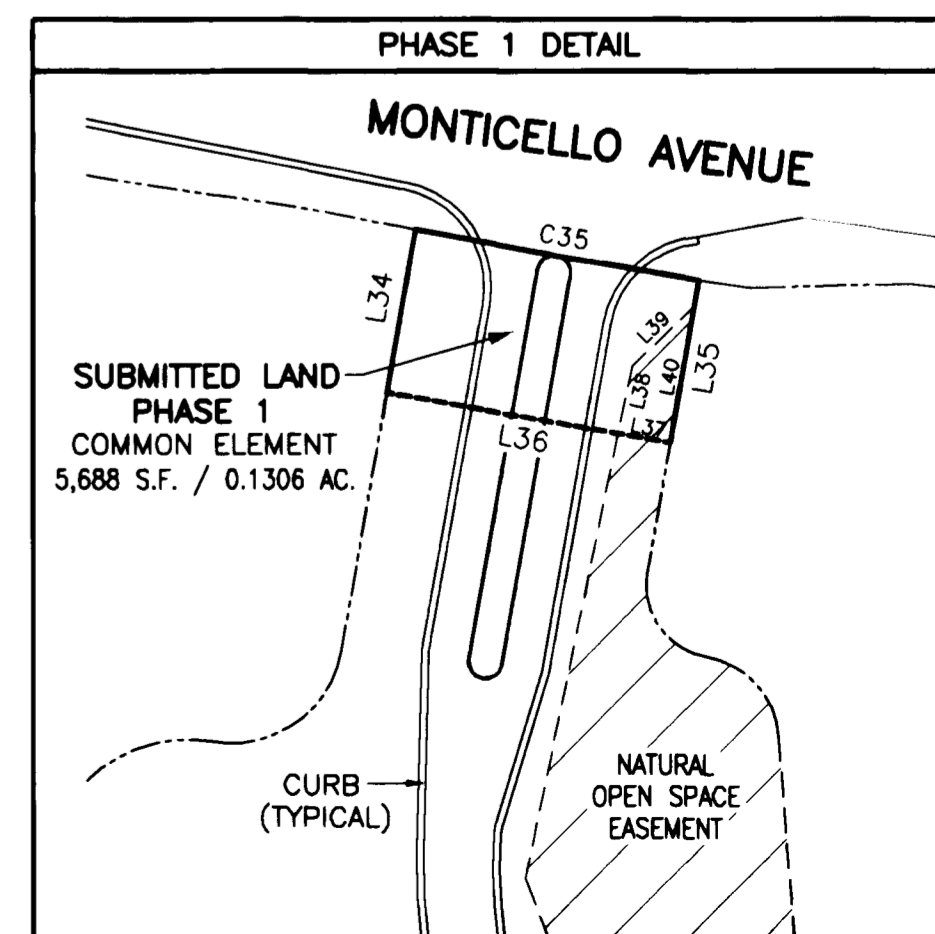 PHASE 1 DETAIL
MONTICELLO AVENUE
C35
L34
L39
L38
L40
L35
L37
L36
SUBMITTED LAND
PHASE 1
COMMON ELEMENT
5,688 S.F. / 0.1306 AC.
CURB
(TYPICAL)
NATURAL
OPEN SPACE
EASEMENT